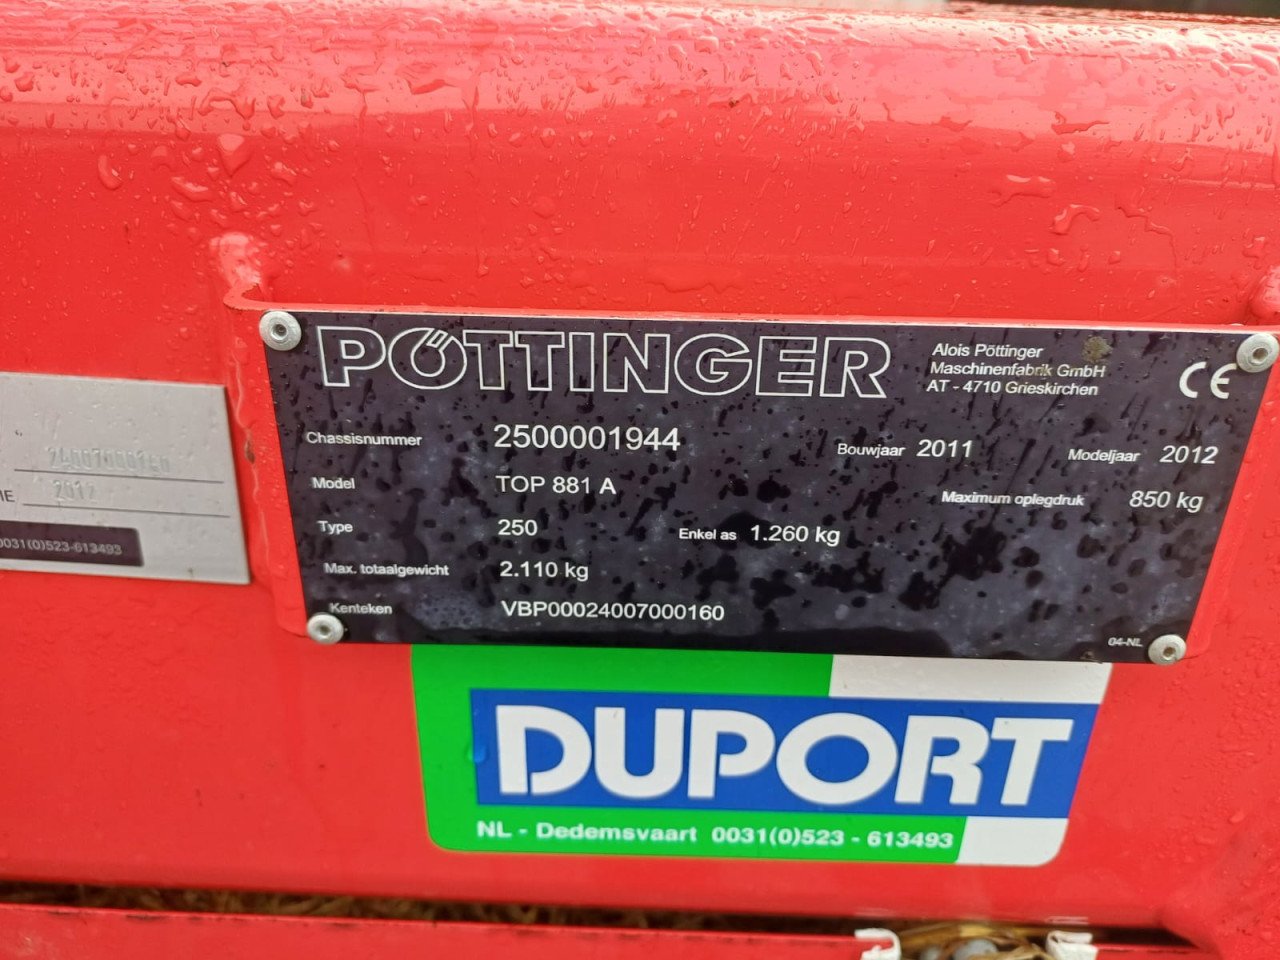 PÖTTINGER
Alois Pöttinger
Maschinenfabrik GmbH
AT - 4710 Grieskirchen
CE
Chassisnummer 2500001944 Bouwjaar 2011 Modeljaar 2012
Model TOP 881 A Maximum oplegdruk 850 kg
Type 250 Enkel as 1.260 kg
Max. totaalgewicht 2.110 kg
Kenteken VBP00024007000160
04-NL
24007000160
2012
0031(0)523-613493
DUPORT
NL - Dedemsvaart 0031(0)523 - 613493